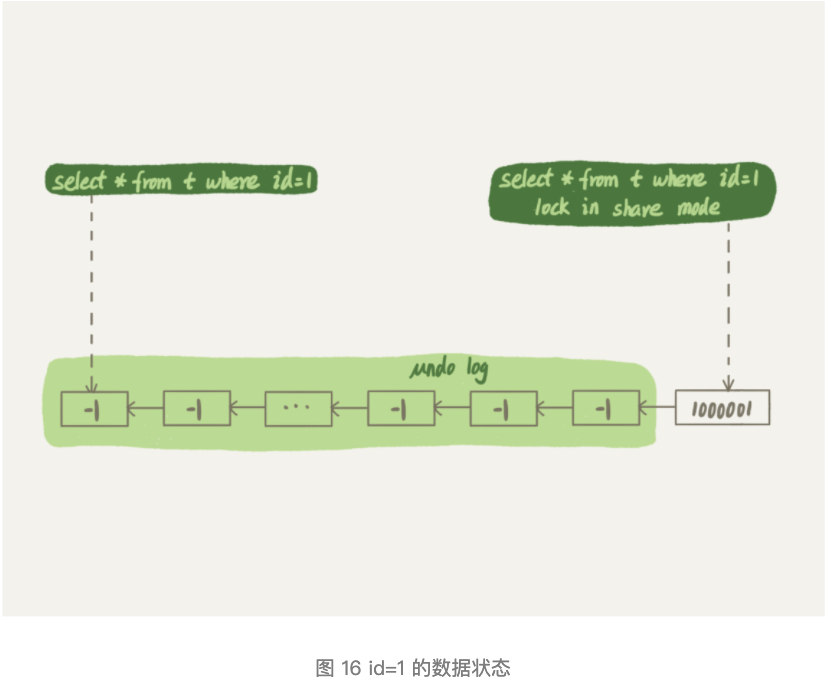 select * from t where id=1
select * from t where id=1
lock in share mode
undo log
-1
-1
...
-1
-1
-1
1000001
图 16 id=1 的数据状态